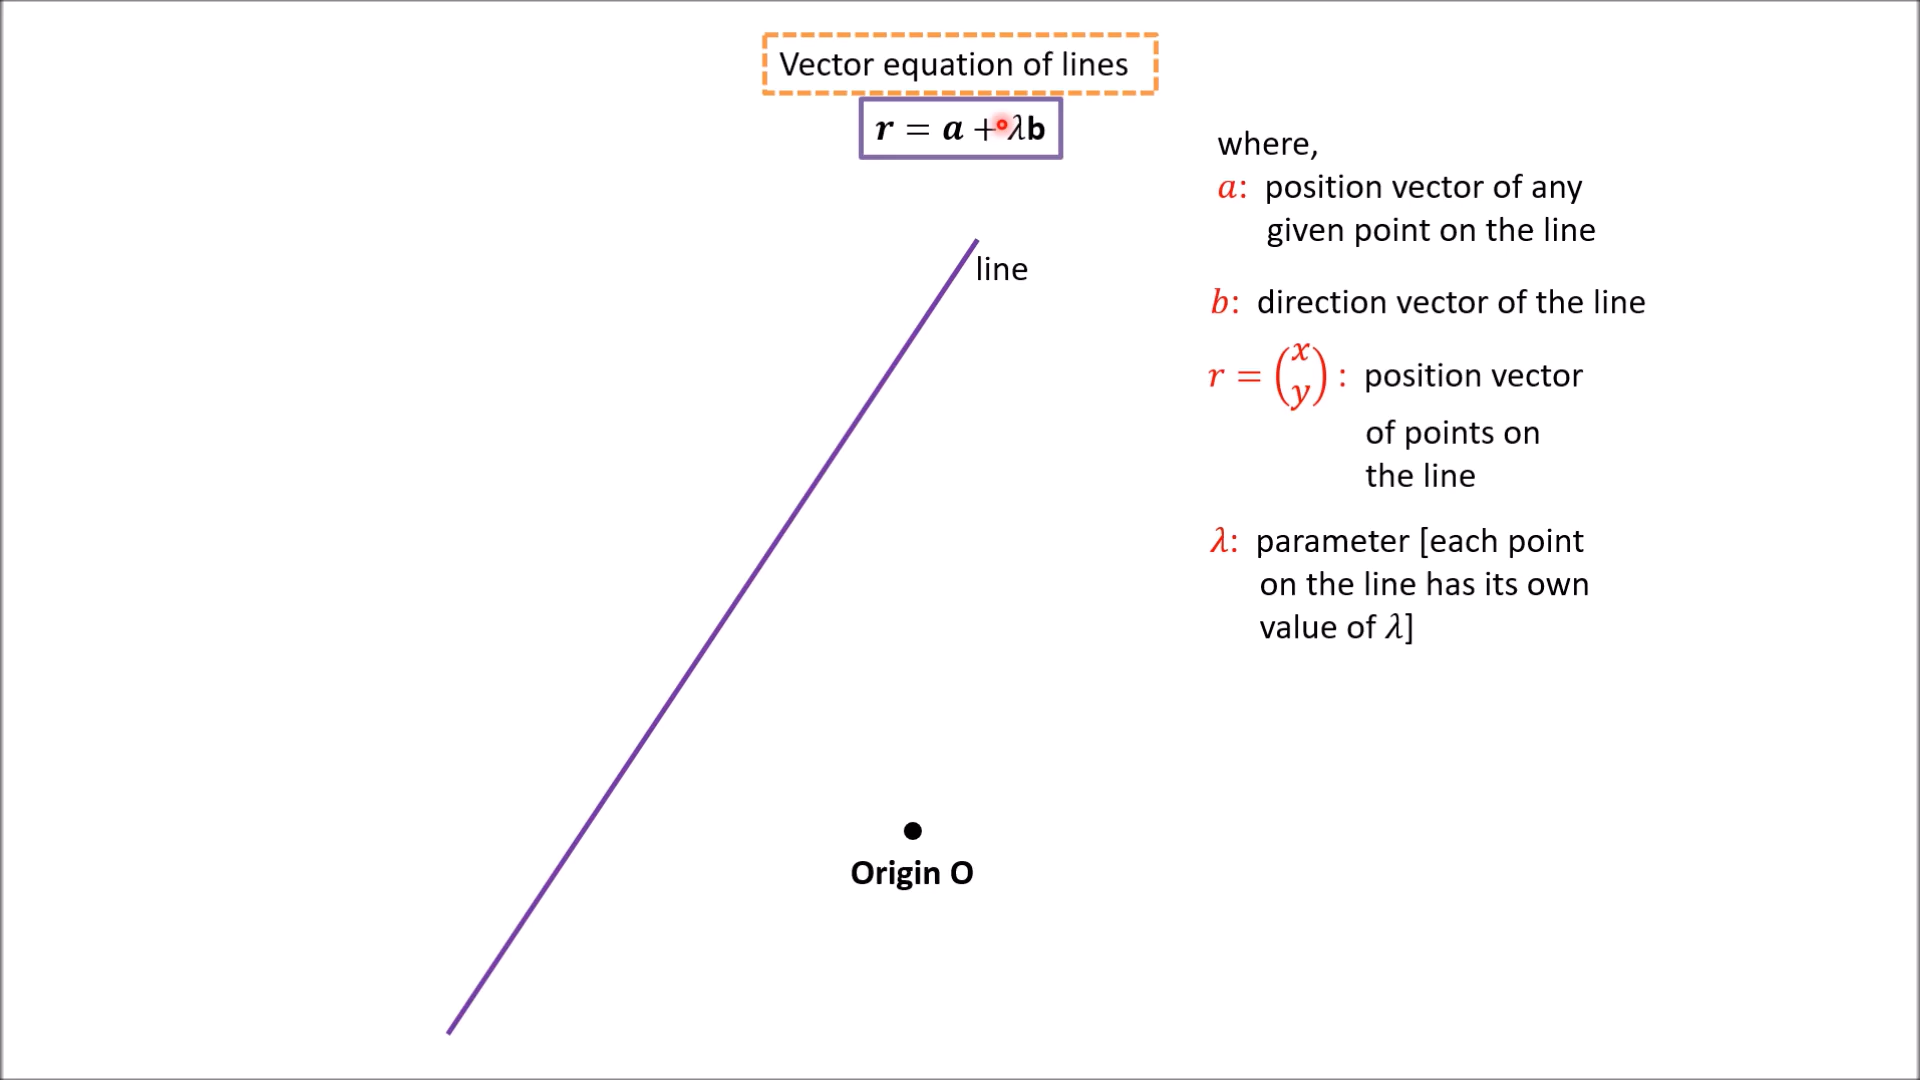 Vector equation of lines
r = a + λb
where,
a: position vector of any
given point on the line
line
b: direction vector of the line
r = (x y) : position vector
of points on
the line
λ: parameter [each point
on the line has its own
value of λ]
Origin O